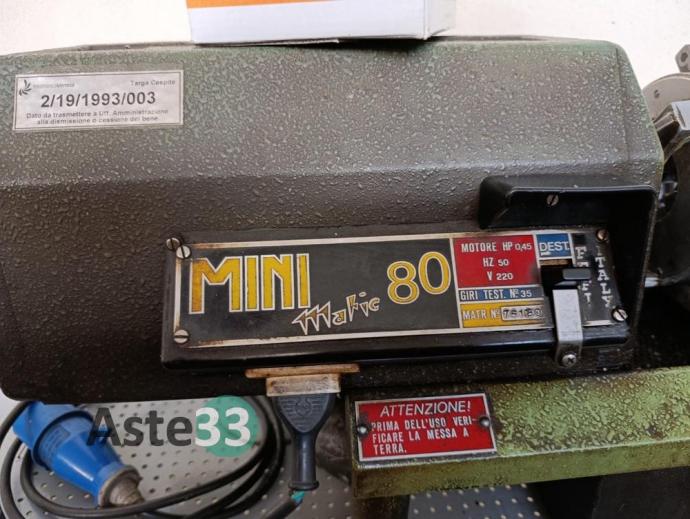 Targa Cespite
2/19/1993/003
Dato da trasmettere a Uff. Amministrazione
alla dismissione o cessione del bene
MINI
Matic 80
MOTORE HP 0,45
HZ 50
V 220
GIRI TEST. N° 35
MATR N°
DEST.
ITALY
Aste33
ATTENZIONE!
PRIMA DELL'USO VERI-
FICARE LA MESSA A
TERRA.